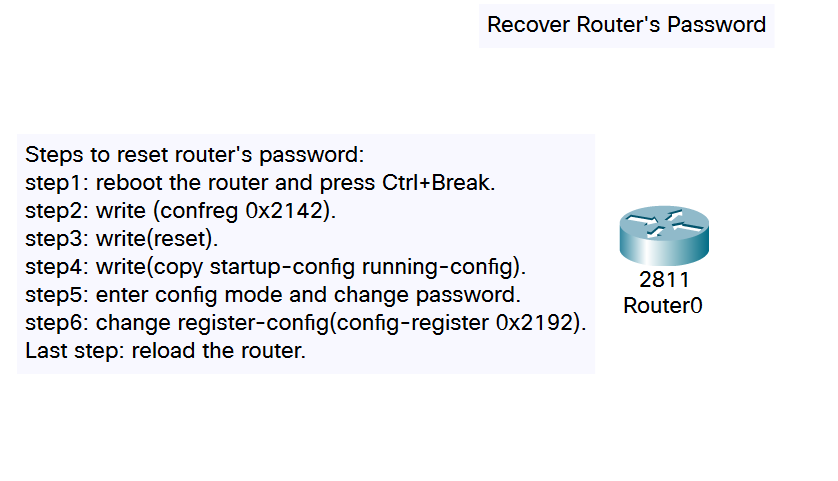 Recover Router's Password
Steps to reset router's password:
step1: reboot the router and press Ctrl+Break.
step2: write (confreg 0x2142).
step3: write(reset).
step4: write(copy startup-config running-config).
step5: enter config mode and change password.
step6: change register-config(config-register 0x2192).
Last step: reload the router.
2811
Router0